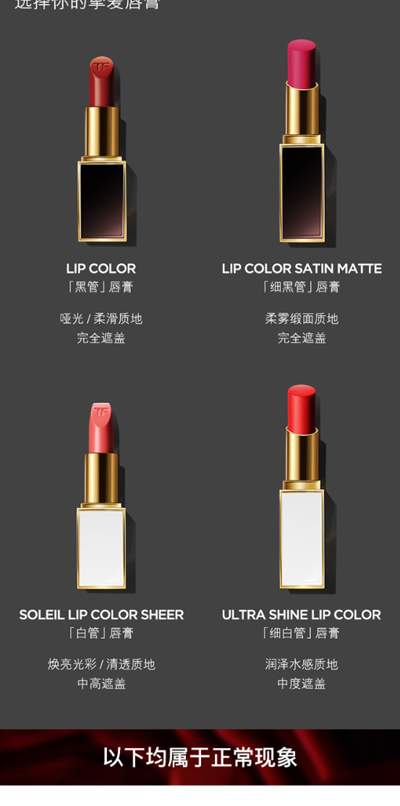 选择你的挚爱唇膏
TF
LIP COLOR
「黑管」唇膏
哑光 / 柔滑质地
完全遮盖
LIP COLOR SATIN MATTE
「细黑管」唇膏
柔雾缎面质地
完全遮盖
TF
SOLEIL LIP COLOR SHEER
「白管」唇膏
焕亮光彩 / 清透质地
中高遮盖
ULTRA SHINE LIP COLOR
「细白管」唇膏
润泽水感质地
中度遮盖
以下均属于正常现象